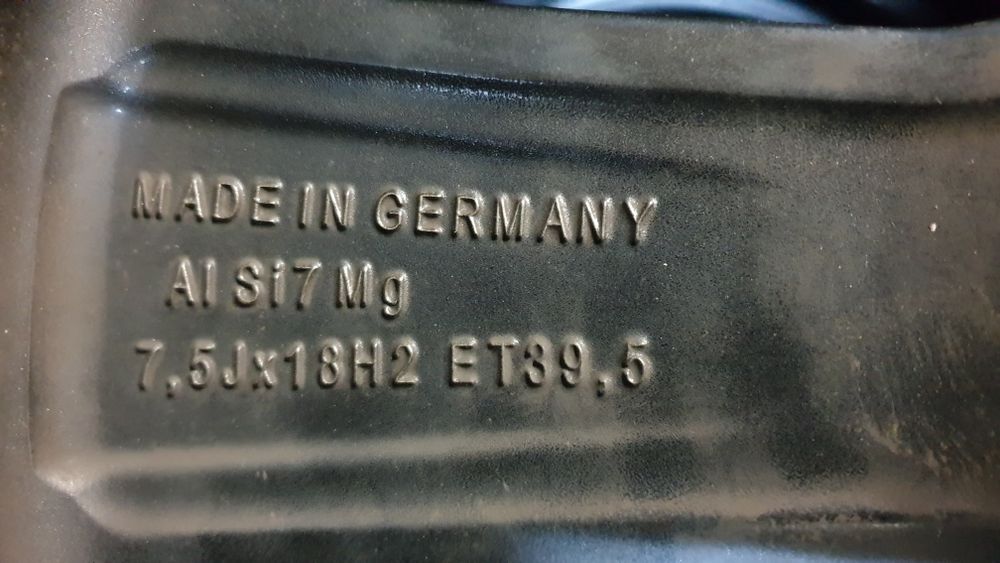 MADE IN GERMANY
Al Si7 Mg
7,5Jx18H2 ET39,5